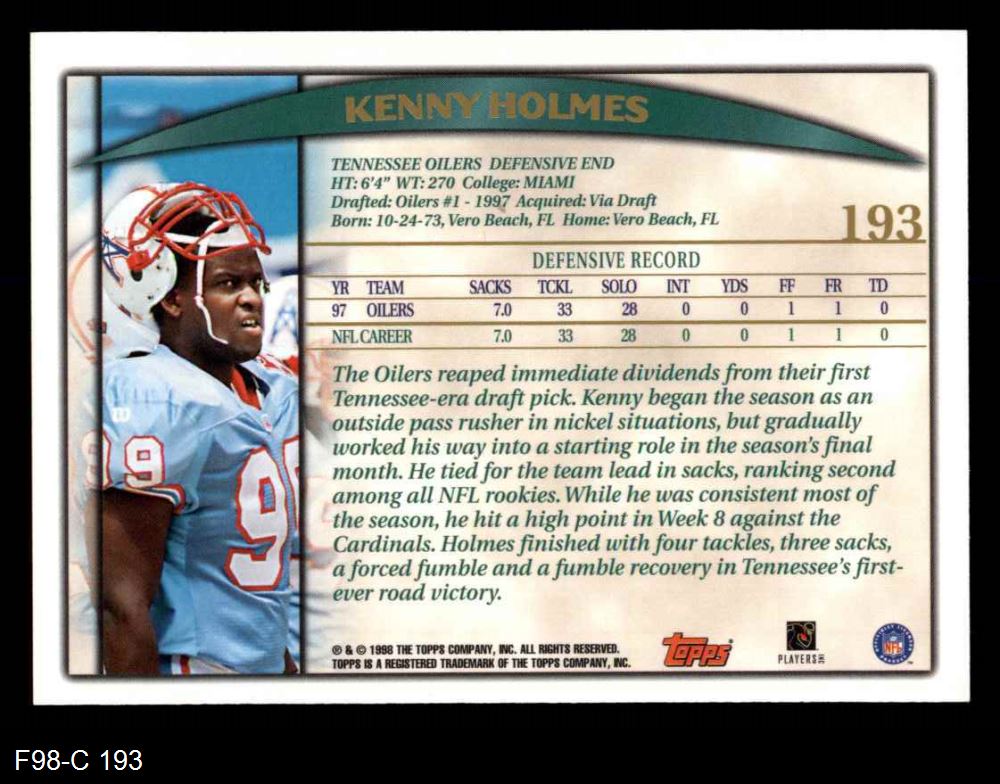 KENNY HOLMES
TENNESSEE OILERS DEFENSIVE END
HT: 6'4" WT: 270 College: MIAMI
Drafted: Oilers #1 - 1997 Acquired: Via Draft
Born: 10-24-73, Vero Beach, FL Home: Vero Beach, FL
193
DEFENSIVE RECORD
YR TEAM SACKS TCKL SOLO INT YDS FF FR TD
97 OILERS 7.0 33 28 0 0 1 1 0
NFL CAREER 7.0 33 28 0 0 1 1 0
The Oilers reaped immediate dividends from their first
Tennessee-era draft pick. Kenny began the season as an
outside pass rusher in nickel situations, but gradually
worked his way into a starting role in the season's final
month. He tied for the team lead in sacks, ranking second
among all NFL rookies. While he was consistent most of
the season, he hit a high point in Week 8 against the
Cardinals. Holmes finished with four tackles, three sacks,
a forced fumble and a fumble recovery in Tennessee's first-
ever road victory.
® & © 1998 THE TOPPS COMPANY, INC. ALL RIGHTS RESERVED.
TOPPS IS A REGISTERED TRADEMARK OF THE TOPPS COMPANY, INC.
Topps®
PLAYERS INC
NFL
99
99
F98-C 193